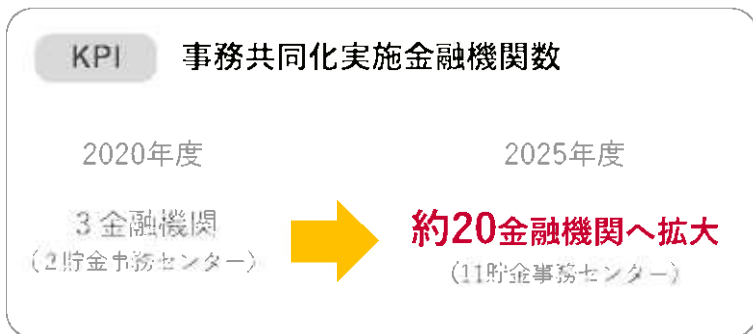 KPI 事務共同化実施金融機関数
2020年度 2025年度
3金融機関 約20金融機関へ拡大
（2貯金事務センター） （11貯金事務センター）